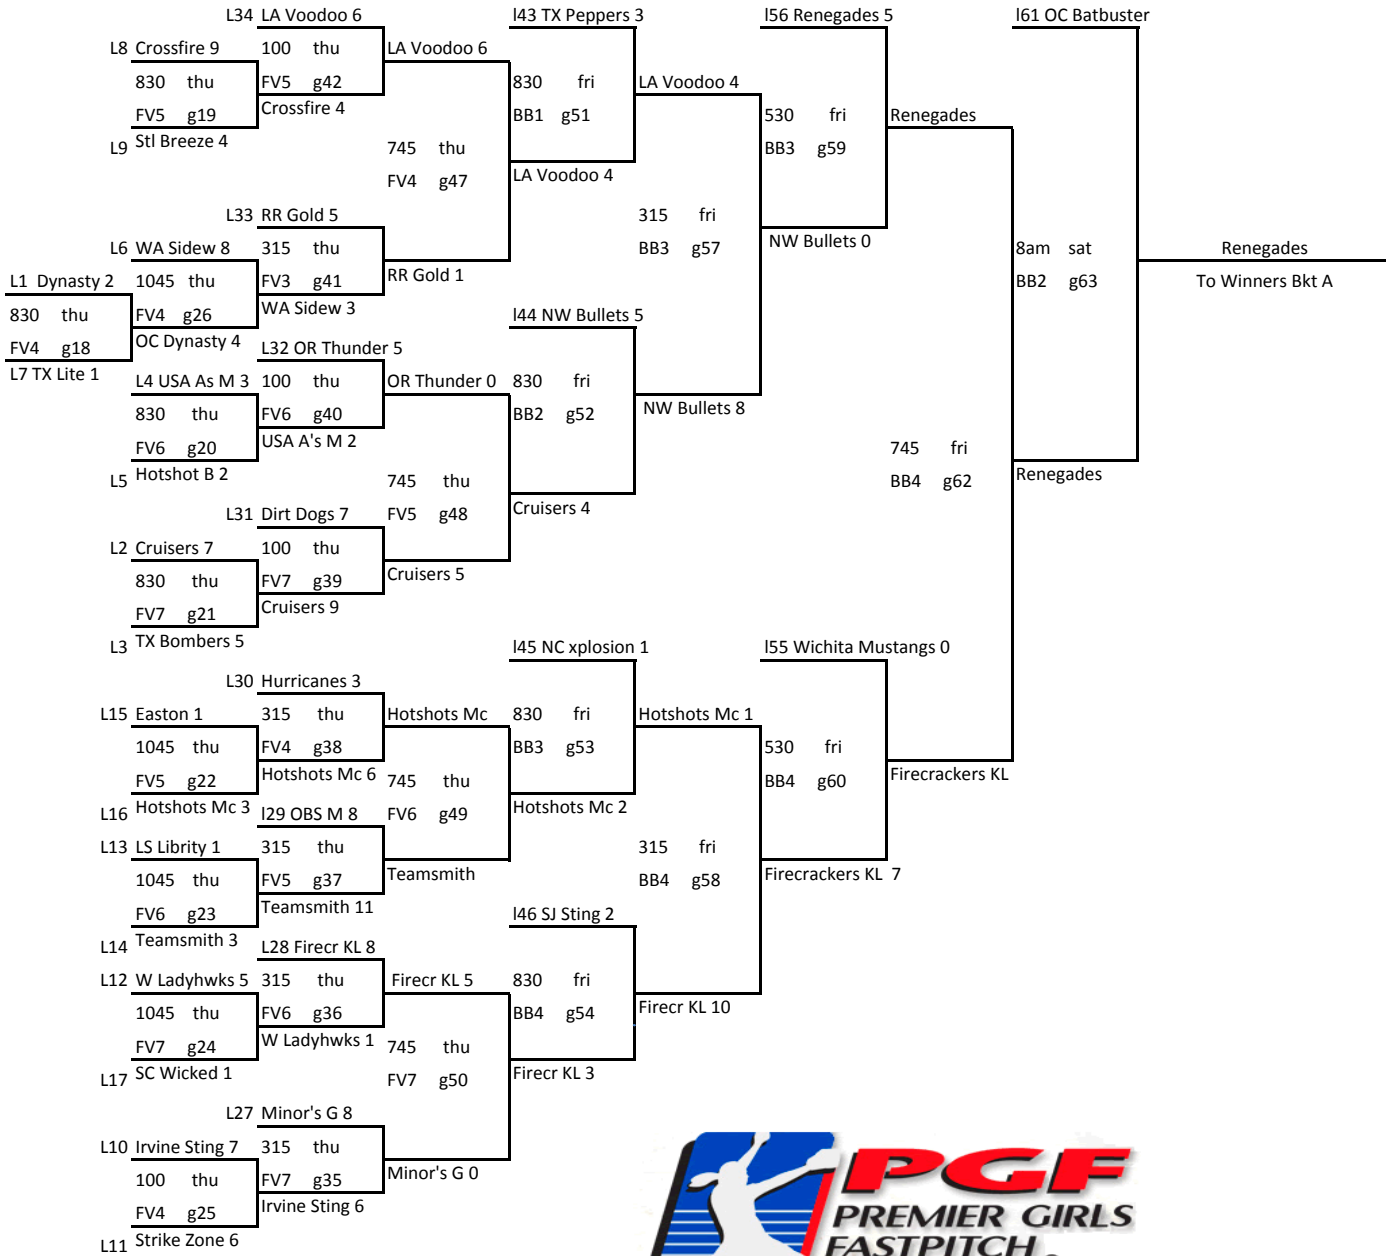 L34 LA Voodoo 6 l43 TX Peppers 3 l56 Renegades 5 l61 OC Batbuster
L8 Crossfire 9 100 thu LA Voodoo 6
830 thu FV5 g42 830 fri LA Voodoo 4
FV5 g19 Crossfire 4 BB1 g51 530 fri Renegades
L9 Stl Breeze 4 745 thu BB3 g59
FV4 g47 LA Voodoo 4
L33 RR Gold 5 315 fri
L6 WA Sidew 8 315 thu BB3 g57 NW Bullets 0 8am sat Renegades
L1 Dynasty 2 1045 thu FV3 g41 RR Gold 1 BB2 g63 To Winners Bkt A
830 thu FV4 g26 WA Sidew 3 l44 NW Bullets 5
FV4 g18 OC Dynasty 4 L32 OR Thunder 5
L7 TX Lite 1 L4 USA As M 3 100 thu OR Thunder 0 830 fri
830 thu FV6 g40 BB2 g52 NW Bullets 8
FV6 g20 USA A's M 2 745 fri
L5 Hotshot B 2 745 thu BB4 g62 Renegades
L31 Dirt Dogs 7 FV5 g48 Cruisers 4
L2 Cruisers 7 100 thu
830 thu FV7 g39 Cruisers 5
FV7 g21 Cruisers 9
L3 TX Bombers 5 l45 NC xplosion 1 l55 Wichita Mustangs 0
L30 Hurricanes 3
L15 Easton 1 315 thu Hotshots Mc 830 fri Hotshots Mc 1
1045 thu FV4 g38 BB3 g53 530 fri
FV5 g22 Hotshots Mc 6 745 thu BB4 g60 Firecrackers KL
L16 Hotshots Mc 3 l29 OBS M 8 FV6 g49 Hotshots Mc 2
L13 LS Librity 1 315 thu 315 fri
1045 thu FV5 g37 Teamsmith BB4 g58 Firecrackers KL 7
FV6 g23 Teamsmith 11 l46 SJ Sting 2
L14 Teamsmith 3 L28 Firecr KL 8
L12 W Ladyhwks 5 315 thu Firecr KL 5 830 fri
1045 thu FV6 g36 BB4 g54 Firecr KL 10
FV7 g24 W Ladyhwks 1 745 thu
L17 SC Wicked 1 FV7 g50 Firecr KL 3
L27 Minor's G 8
L10 Irvine Sting 7 315 thu
100 thu FV7 g35 Minor's G 0
FV4 g25 Irvine Sting 6
L11 Strike Zone 6
PGF
PREMIER GIRLS
FASTPITCH